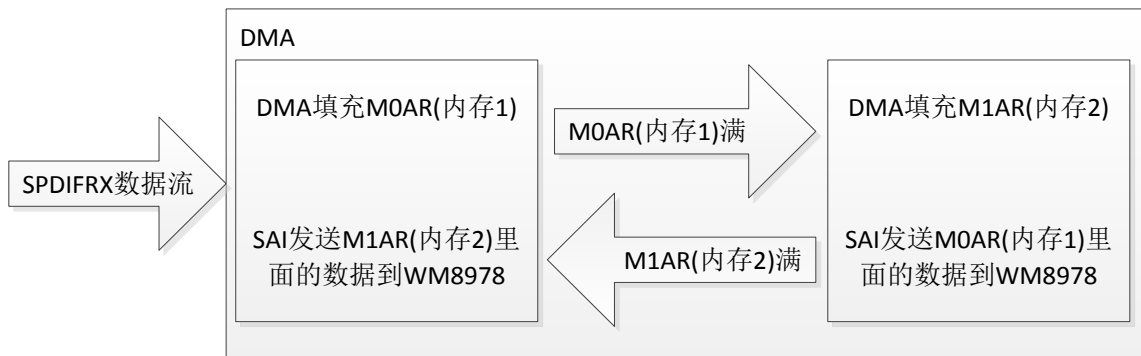 DMA
DMA填充M0AR(内存1)
M0AR(内存1)满
DMA填充M1AR(内存2)
SPDIFRX数据流
SAI发送M1AR(内存2)里
面的数据到WM8978
M1AR(内存2)满
SAI发送M0AR(内存1)里
面的数据到WM8978